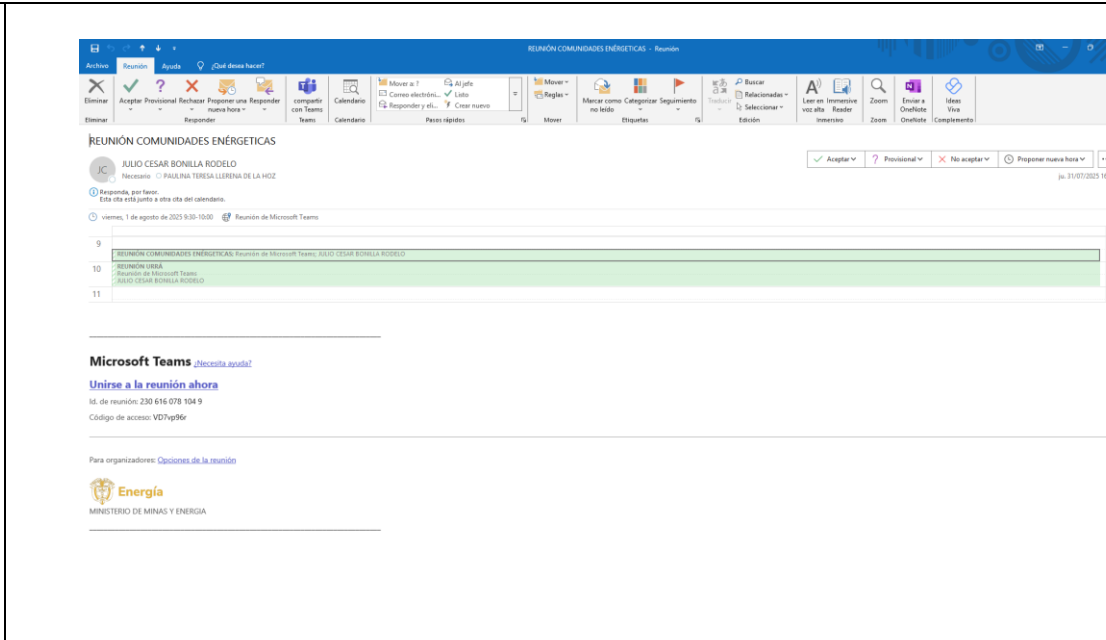 REUNIÓN COMUNIDADES ENÉRGETICAS - Reunión
Archivo Reunión Ayuda ¿Qué desea hacer?
Eliminar Aceptar Provisional Rechazar Proponer una nueva hora Responder
compartir con Teams
Calendario
Mover a: ? Al jefe
Correo electróni... Listo
Responder y eli... Crear nuevo
Mover
Reglas
Marcar como no leído Categorizar Seguimiento
Traducir
Buscar
Relacionadas
Seleccionar
Leer en voz alta Immersive Reader
Zoom
Enviar a OneNote
Ideas Viva
Eliminar Responder Teams Calendario Pasos rápidos Mover Etiquetas Edición Inmersivo Zoom OneNote Complemento
REUNIÓN COMUNIDADES ENÉRGETICAS
JC
JULIO CESAR BONILLA RODELO
Necesario PAULINA TERESA LLERENA DE LA HOZ
Aceptar Provisional No aceptar Proponer nueva hora
ju. 31/07/2025 16
Responda, por favor.
Esta cita está junto a otra cita del calendario.
viernes, 1 de agosto de 2025 9:30-10:00 Reunión de Microsoft Teams
9
REUNIÓN COMUNIDADES ENÉRGETICAS; Reunión de Microsoft Teams; JULIO CESAR BONILLA RODELO
10
REUNIÓN URRÁ
Reunión de Microsoft Teams
JULIO CESAR BONILLA RODELO
11
Microsoft Teams ¿Necesita ayuda?
Unirse a la reunión ahora
Id. de reunión: 230 616 078 104 9
Código de acceso: VD7vp96r
Para organizadores: Opciones de la reunión
Energía
MINISTERIO DE MINAS Y ENERGIA